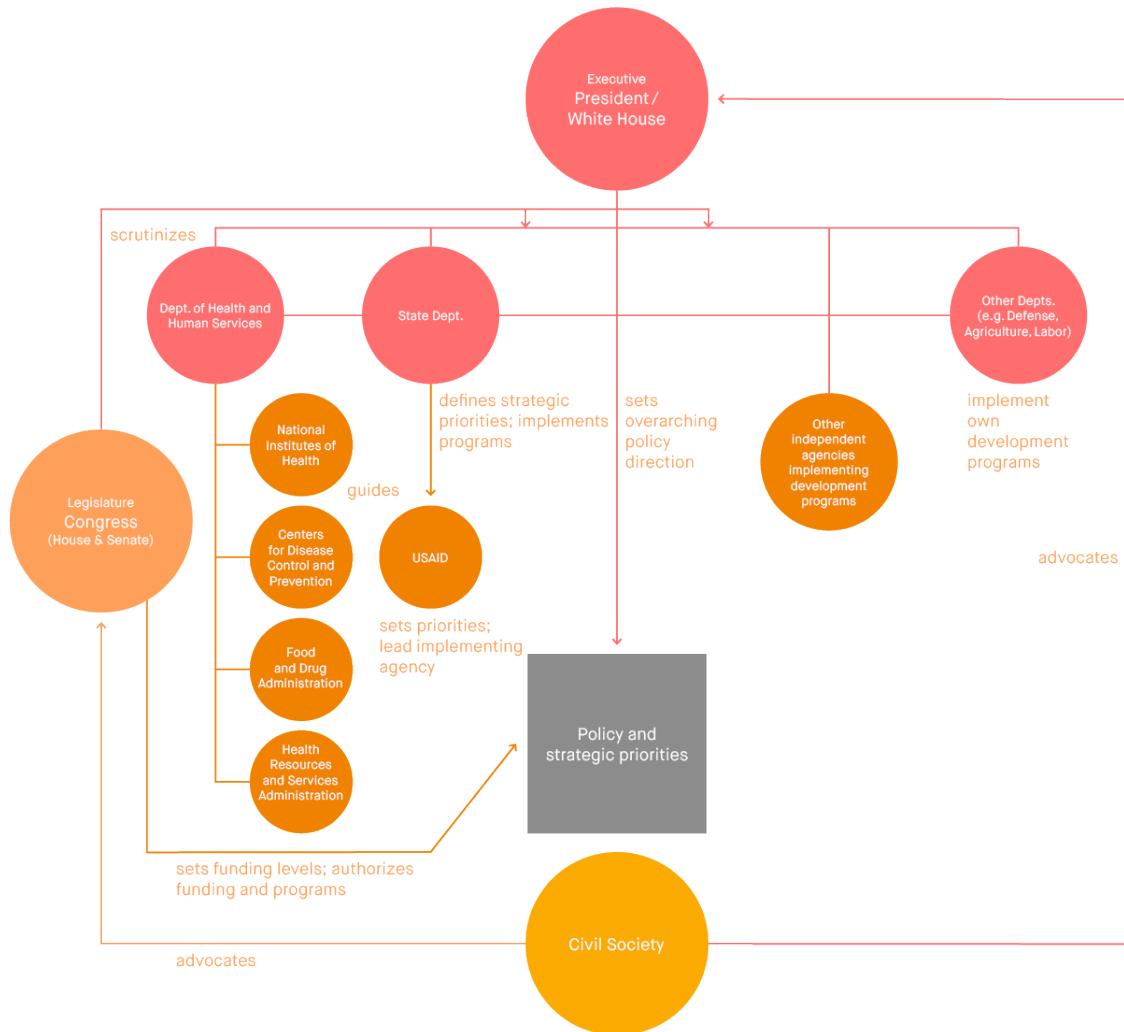 Executive
President /
White House
scrutinizes
Dept. of Health and
Human Services
State Dept.
Other Depts.
(e.g. Defense,
Agriculture, Labor)
defines strategic
priorities; implements
programs
sets
overarching
policy
direction
implement
own
development
programs
National
Institutes of
Health
Other
independent
agencies
implementing
development
programs
guides
Legislature
Congress
(House & Senate)
Centers
for Disease
Control and
Prevention
USAID
advocates
sets priorities;
lead implementing
agency
Food
and Drug
Administration
Policy and
strategic priorities
Health
Resources
and Services
Administration
sets funding levels; authorizes
funding and programs
Civil Society
advocates